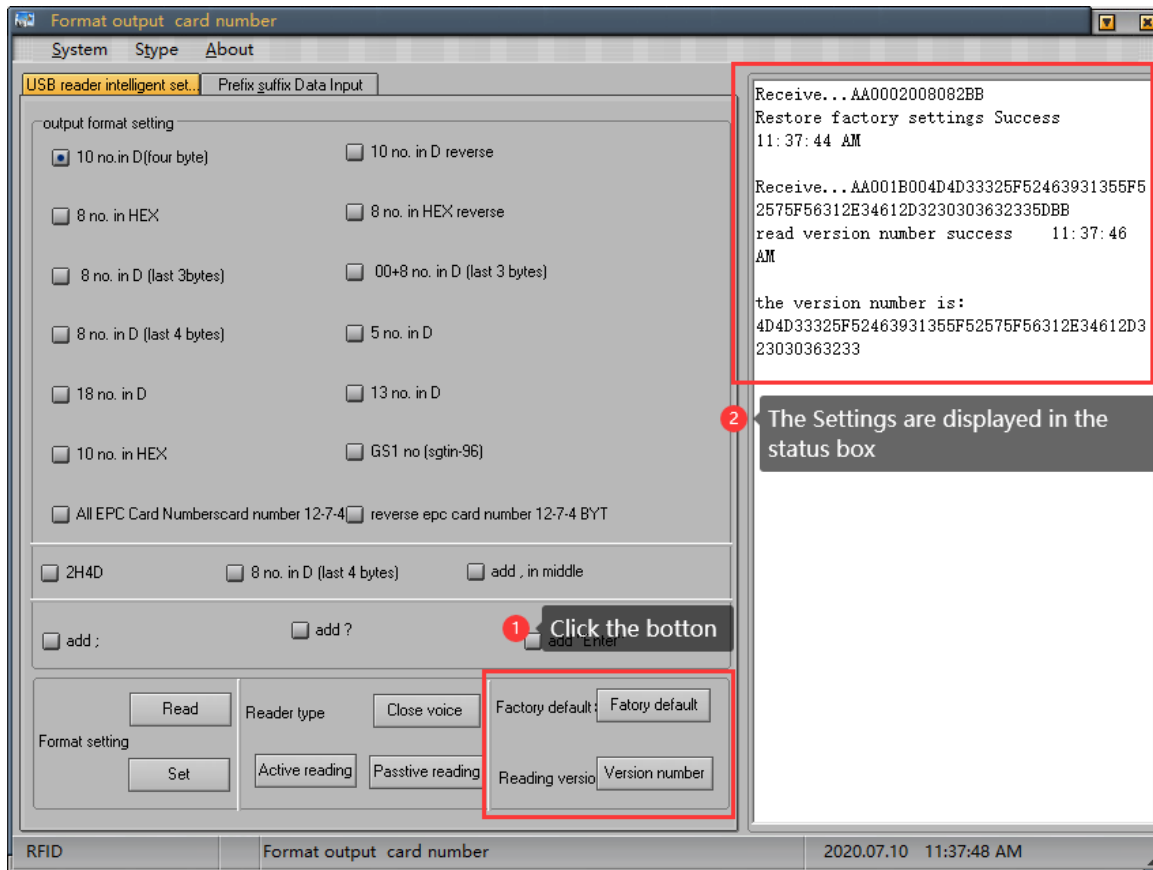 Format output card number
System Stype About
USB reader intelligent set... Prefix suffix Data Input
output format setting
10 no.in D(four byte) 10 no. in D reverse
8 no. in HEX 8 no. in HEX reverse
8 no. in D (last 3bytes) 00+8 no. in D (last 3 bytes)
8 no. in D (last 4 bytes) 5 no. in D
18 no. in D 13 no. in D
10 no. in HEX GS1 no (sgtin-96)
All EPC Card Numberscard number 12-7-4 reverse epc card number 12-7-4 BYT
2H4D 8 no. in D (last 4 bytes) add , in middle
add ; add ? add "Enter"
1 Click the botton
Format setting
Read
Set
Reader type
Close voice
Active reading Passtive reading
Factory default Fatory default
Reading versio Version number
Receive...AA0002008082BB
Restore factory settings Success
11:37:44 AM
Receive...AA001B004D4D33325F52463931355F5
2575F56312E34612D3230303632335DBB
read version number success 11:37:46
AM
the version number is:
4D4D33325F52463931355F52575F56312E34612D3
23030363233
2 The Settings are displayed in the
status box
RFID Format output card number 2020.07.10 11:37:48 AM